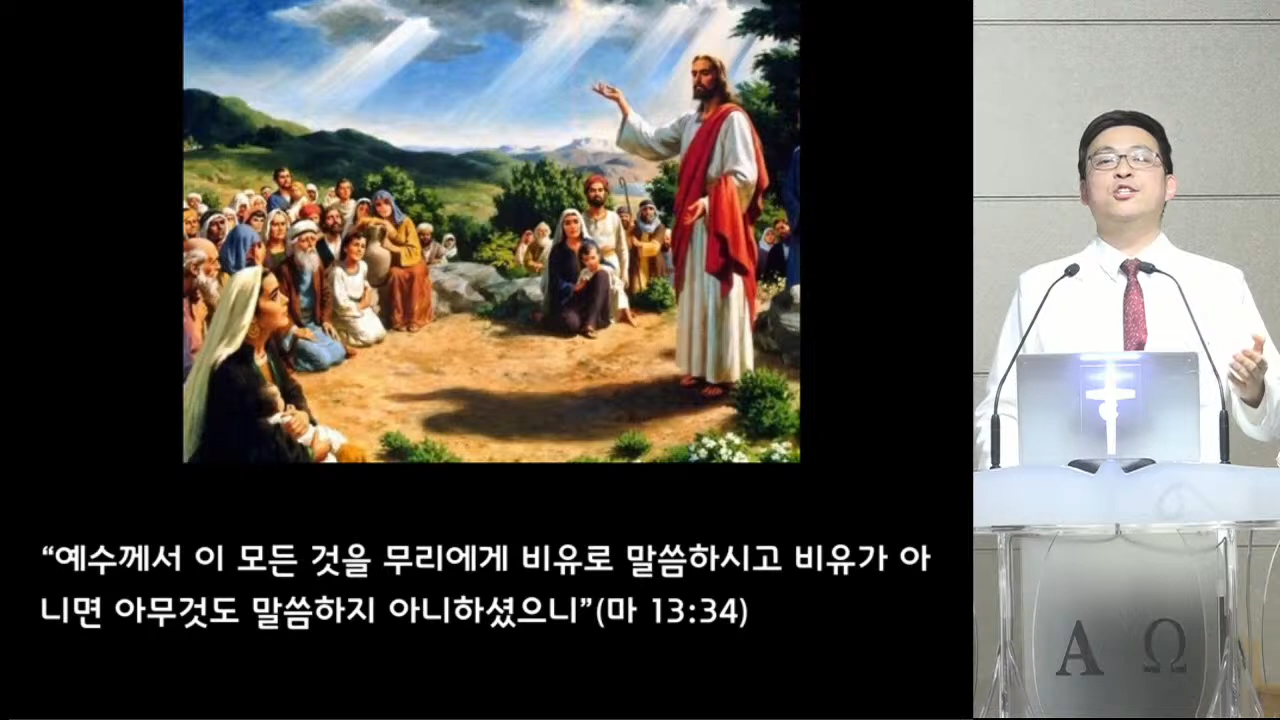 “예수께서 이 모든 것을 무리에게 비유로 말씀하시고 비유가 아
니면 아무것도 말씀하지 아니하셨으니”(마 13:34)
Α Ω